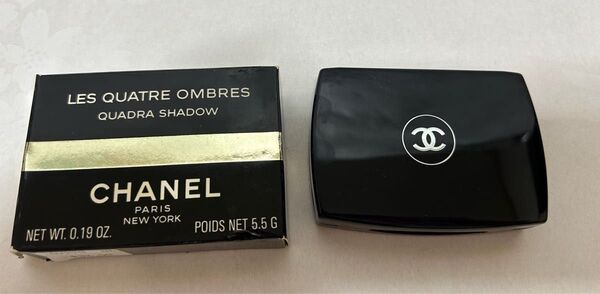 LES QUATRE OMBRES
QUADRA SHADOW
CHANEL
PARIS
NEW YORK
NET WT. 0.19 OZ. POIDS NET 5.5 G